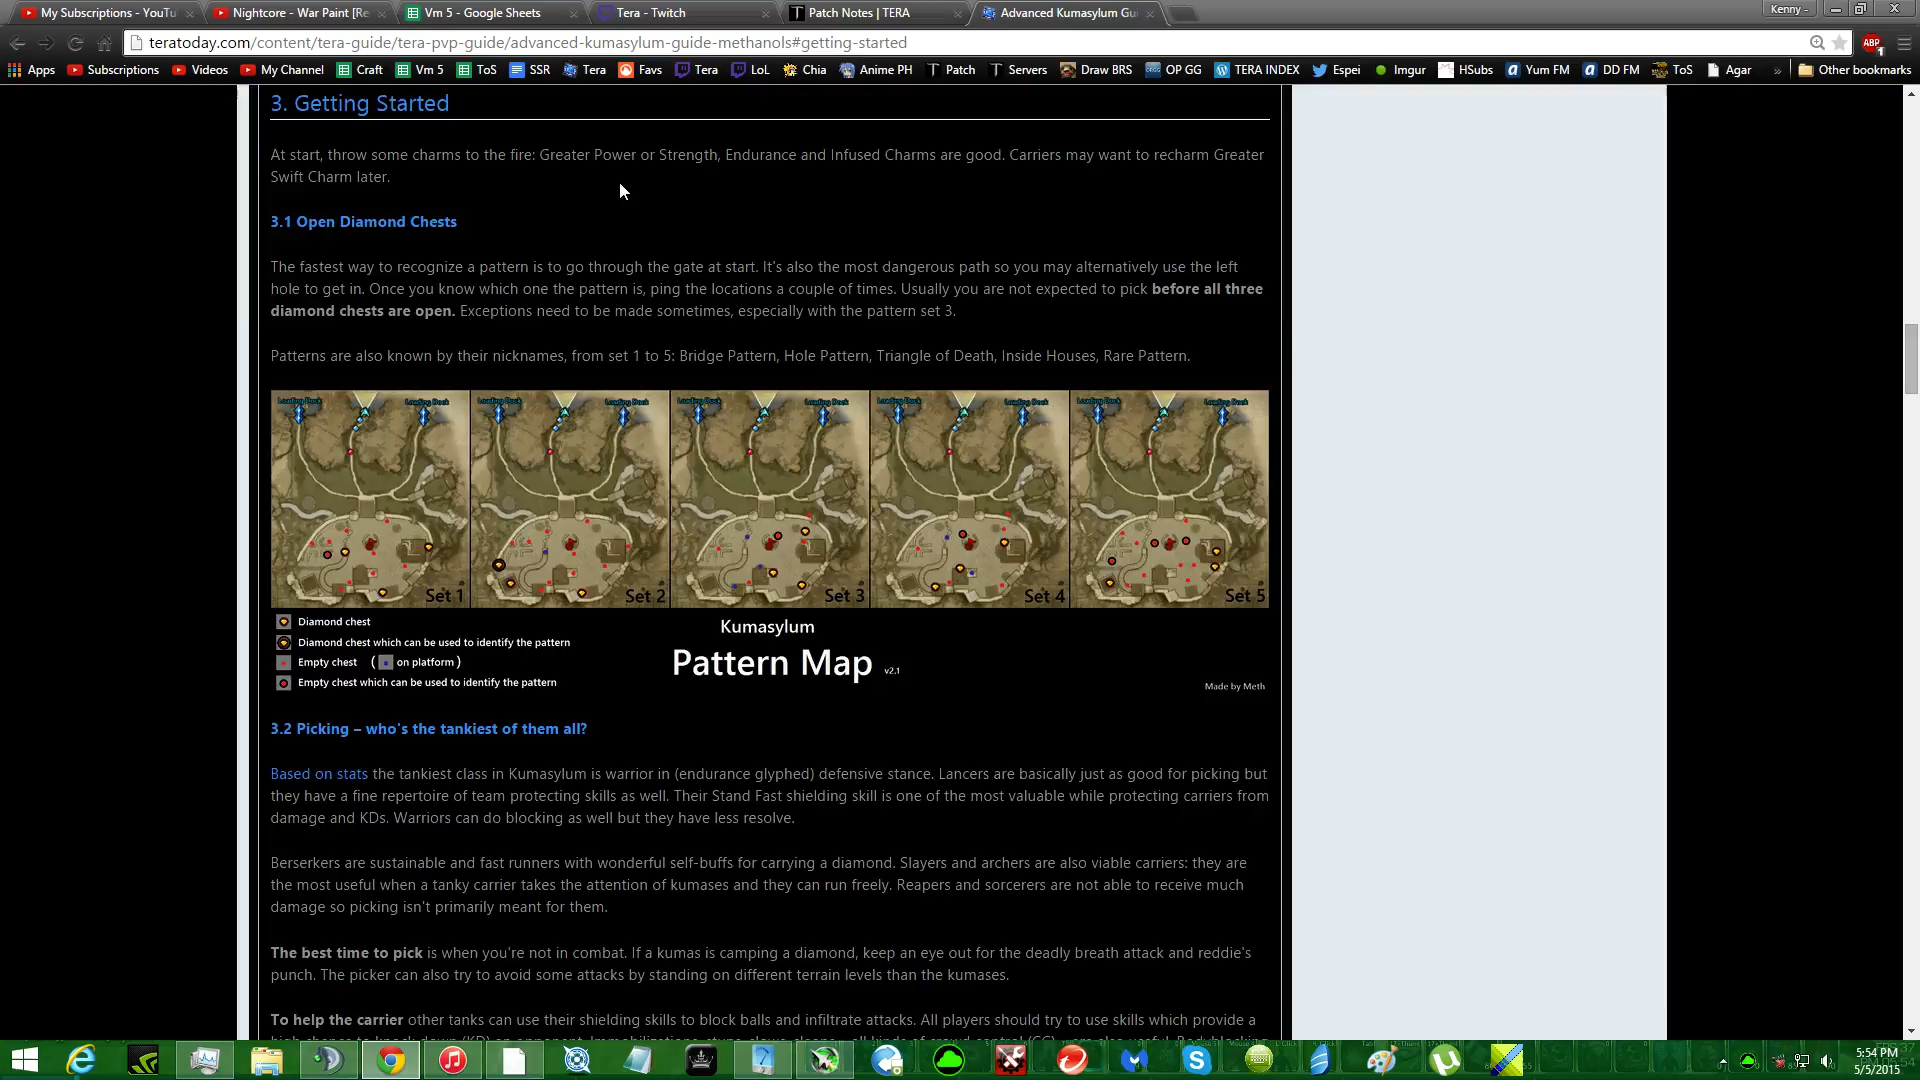 My Subscriptions - YouTu
Nightcore - War Paint [Re
Vm 5 - Google Sheets
Tera - Twitch
Patch Notes | TERA
Advanced Kumasylum Gu
Kenny -
teratoday.com/content/tera-guide/tera-pvp-guide/advanced-kumasylum-guide-methanols#getting-started
ABP
1
Apps
Subscriptions
Videos
My Channel
Craft
Vm 5
ToS
SSR
Tera
Favs
Tera
LoL
Chia
Anime PH
Patch
Servers
Draw BRS
OP GG
TERA INDEX
Espei
Imgur
HSubs
Yum FM
DD FM
ToS
Agar
»
Other bookmarks
3. Getting Started
At start, throw some charms to the fire: Greater Power or Strength, Endurance and Infused Charms are good. Carriers may want to recharm Greater
Swift Charm later.
3.1 Open Diamond Chests
The fastest way to recognize a pattern is to go through the gate at start. It's also the most dangerous path so you may alternatively use the left
hole to get in. Once you know which one the pattern is, ping the locations a couple of times. Usually you are not expected to pick before all three
diamond chests are open. Exceptions need to be made sometimes, especially with the pattern set 3.
Patterns are also known by their nicknames, from set 1 to 5: Bridge Pattern, Hole Pattern, Triangle of Death, Inside Houses, Rare Pattern.
Loading Dock Loading Dock Loading Dock Loading Dock Loading Dock Loading Dock Loading Dock Loading Dock Loading Dock Loading Dock
Set 1 Set 2 Set 3 Set 4 Set 5
Diamond chest
Diamond chest which can be used to identify the pattern
Empty chest ( on platform )
Empty chest which can be used to identify the pattern
Kumasylum
Pattern Map v2.1
Made by Meth
3.2 Picking – who's the tankiest of them all?
Based on stats the tankiest class in Kumasylum is warrior in (endurance glyphed) defensive stance. Lancers are basically just as good for picking but
they have a fine repertoire of team protecting skills as well. Their Stand Fast shielding skill is one of the most valuable while protecting carriers from
damage and KDs. Warriors can do blocking as well but they have less resolve.
Berserkers are sustainable and fast runners with wonderful self-buffs for carrying a diamond. Slayers and archers are also viable carriers: they are
the most useful when a tanky carrier takes the attention of kumases and they can run freely. Reapers and sorcerers are not able to receive much
damage so picking isn't primarily meant for them.
The best time to pick is when you're not in combat. If a kumas is camping a diamond, keep an eye out for the deadly breath attack and reddie's
punch. The picker can also try to avoid some attacks by standing on different terrain levels than the kumases.
To help the carrier other tanks can use their shielding skills to block balls and infiltrate attacks. All players should try to use skills which provide a
5:54 PM
5/5/2015